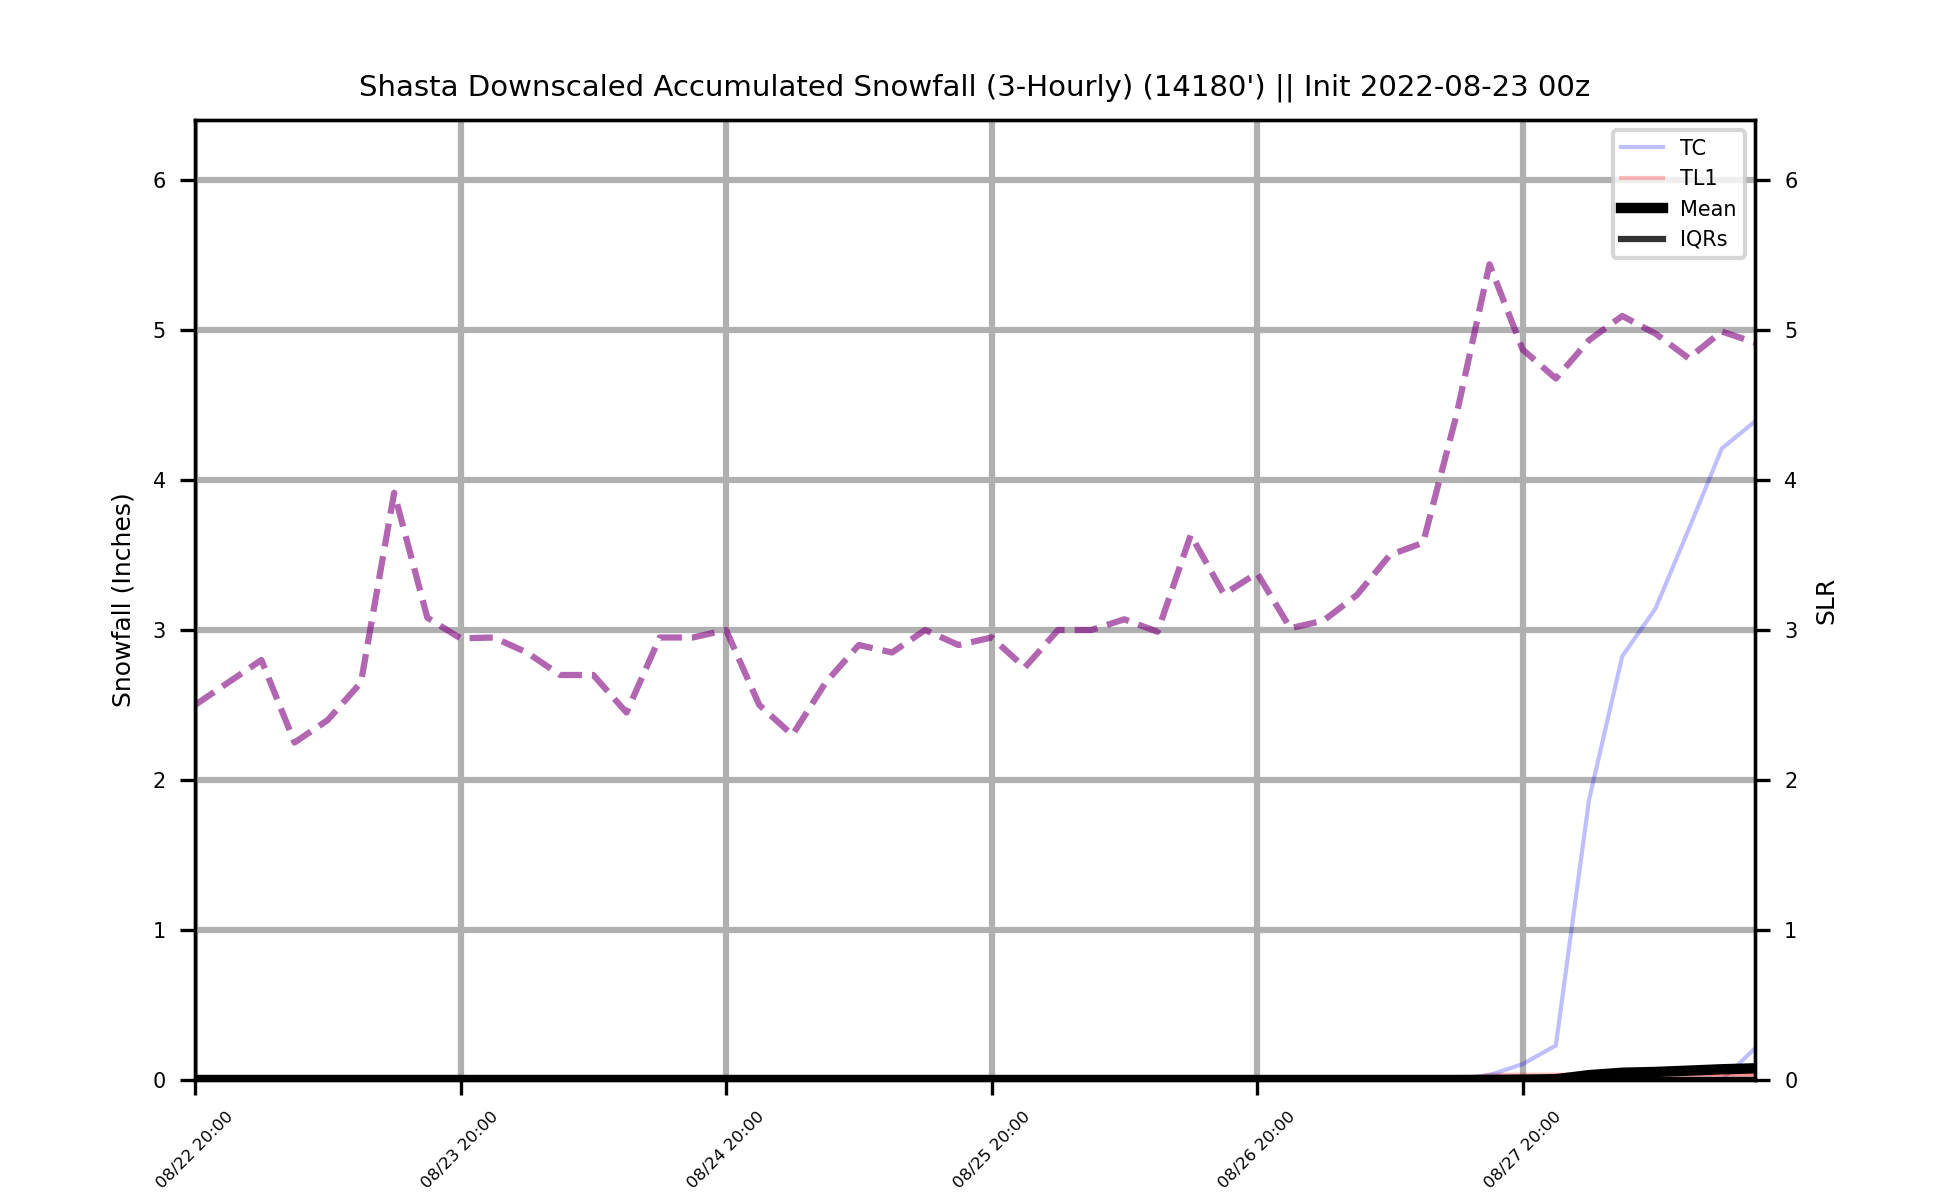 Shasta Downscaled Accumulated Snowfall (3-Hourly) (14180') || Init 2022-08-23 00z
TC
TL1
Mean
IQRs
Snowfall (Inches)
6
5
4
3
2
1
0
6
5
4
3
2
1
0
SLR
08/22 20:00
08/23 20:00
08/24 20:00
08/25 20:00
08/26 20:00
08/27 20:00